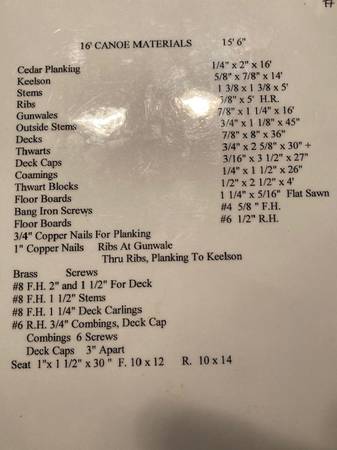 16' CANOE MATERIALS 15' 6"
Cedar Planking 1/4" x 2" x 16'
Keelson 5/8" x 7/8" x 14'
Stems 1 3/8 x 1 3/8 x 5'
Ribs x 5' H.R.
Gunwales 7/8" x 1 1/4" x 16'
Outside Stems 3/4" x 1 1/8" x 45"
Decks 7/8" x 8" x 36"
Thwarts 3/4" x 2 5/8" x 30" +
Deck Caps 3/16" x 3 1/2" x 27"
Coamings 1/4" x 1 1/2" x 26"
Thwart Blocks 1/2" x 2 1/2" x 4'
Floor Boards 1 1/4" x 5/16" Flat Sawn
Bang Iron Screws #4 5/8 " F.H.
Floor Boards #6 1/2" R.H.
3/4" Copper Nails For Planking
1" Copper Nails Ribs At Gunwale
Thru Ribs, Planking To Keelson
Brass Screws
#8 F.H. 2" and 1 1/2" For Deck
#8 F.H. 1 1/2" Stems
#8 F.H. 1 1/4" Deck Carlings
#6 R.H. 3/4" Combings, Deck Cap
Combings 6 Screws
Deck Caps 3" Apart
Seat 1"x 1 1/2" x 30 " F. 10 x 12 R. 10 x 14